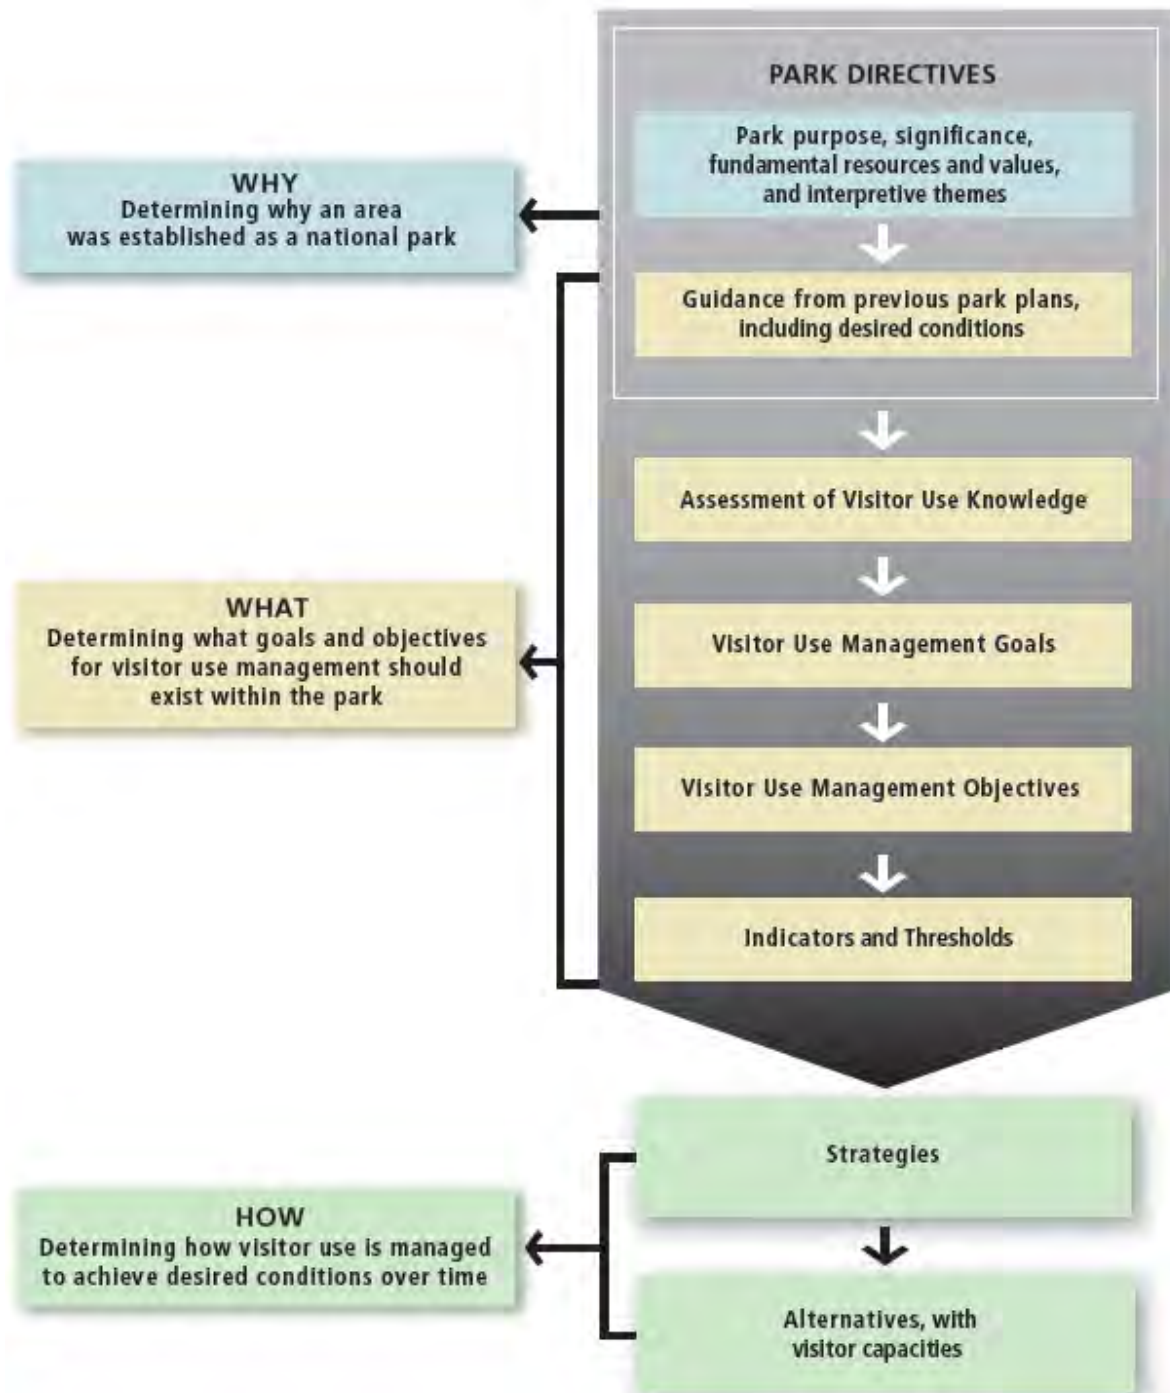 PARK DIRECTIVES
Park purpose, significance,
fundamental resources and values,
and interpretive themes
WHY
Determining why an area
was established as a national park
Guidance from previous park plans,
including desired conditions
Assessment of Visitor Use Knowledge
WHAT
Determining what goals and objectives
for visitor use management should
exist within the park
Visitor Use Management Goals
Visitor Use Management Objectives
Indicators and Thresholds
Strategies
HOW
Determining how visitor use is managed
to achieve desired conditions over time
Alternatives, with
visitor capacities